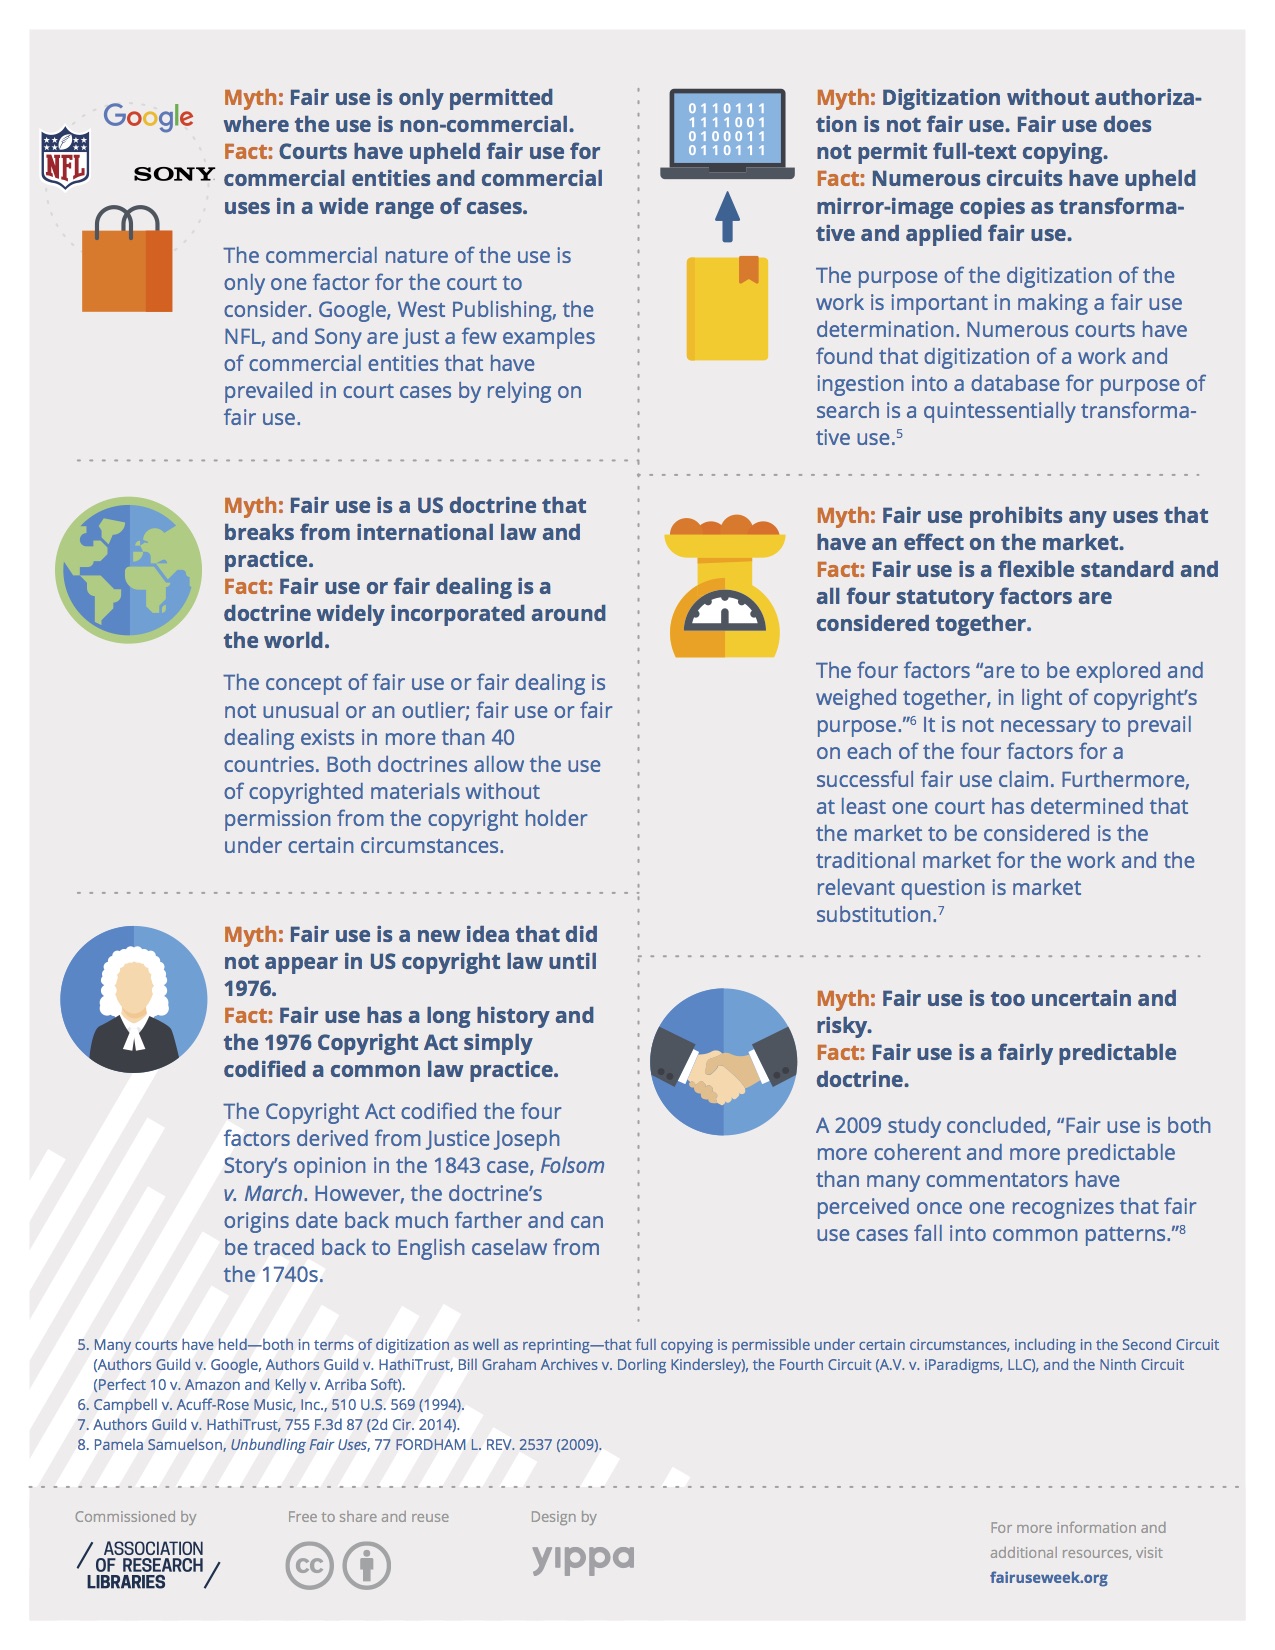 Google
NFL
SONY
Myth: Fair use is only permitted
where the use is non-commercial.
Fact: Courts have upheld fair use for
commercial entities and commercial
uses in a wide range of cases.
The commercial nature of the use is
only one factor for the court to
consider. Google, West Publishing, the
NFL, and Sony are just a few examples
of commercial entities that have
prevailed in court cases by relying on
fair use.
Myth: Fair use is a US doctrine that
breaks from international law and
practice.
Fact: Fair use or fair dealing is a
doctrine widely incorporated around
the world.
The concept of fair use or fair dealing is
not unusual or an outlier; fair use or fair
dealing exists in more than 40
countries. Both doctrines allow the use
of copyrighted materials without
permission from the copyright holder
under certain circumstances.
Myth: Fair use is a new idea that did
not appear in US copyright law until
1976.
Fact: Fair use has a long history and
the 1976 Copyright Act simply
codified a common law practice.
The Copyright Act codified the four
factors derived from Justice Joseph
Story's opinion in the 1843 case, Folsom
v. March. However, the doctrine's
origins date back much farther and can
be traced back to English caselaw from
the 1740s.
0110111
1111001
0100011
0110111
Myth: Digitization without authoriza-
tion is not fair use. Fair use does
not permit full-text copying.
Fact: Numerous circuits have upheld
mirror-image copies as transforma-
tive and applied fair use.
The purpose of the digitization of the
work is important in making a fair use
determination. Numerous courts have
found that digitization of a work and
ingestion into a database for purpose of
search is a quintessentially transforma-
tive use.5
Myth: Fair use prohibits any uses that
have an effect on the market.
Fact: Fair use is a flexible standard and
all four statutory factors are
considered together.
The four factors “are to be explored and
weighed together, in light of copyright's
purpose.”6 It is not necessary to prevail
on each of the four factors for a
successful fair use claim. Furthermore,
at least one court has determined that
the market to be considered is the
traditional market for the work and the
relevant question is market
substitution.7
Myth: Fair use is too uncertain and
risky.
Fact: Fair use is a fairly predictable
doctrine.
A 2009 study concluded, “Fair use is both
more coherent and more predictable
than many commentators have
perceived once one recognizes that fair
use cases fall into common patterns.”8
5. Many courts have held—both in terms of digitization as well as reprinting—that full copying is permissible under certain circumstances, including in the Second Circuit
(Authors Guild v. Google, Authors Guild v. HathiTrust, Bill Graham Archives v. Dorling Kindersley), the Fourth Circuit (A.V. v. iParadigms, LLC), and the Ninth Circuit
(Perfect 10 v. Amazon and Kelly v. Arriba Soft).
6. Campbell v. Acuff-Rose Music, Inc., 510 U.S. 569 (1994).
7. Authors Guild v. HathiTrust, 755 F.3d 87 (2d Cir. 2014).
8. Pamela Samuelson, Unbundling Fair Uses, 77 FORDHAM L. REV. 2537 (2009).
Commissioned by
ASSOCIATION
OF RESEARCH
LIBRARIES
Free to share and reuse
cc
Design by
yippa
For more information and
additional resources, visit
fairuseweek.org